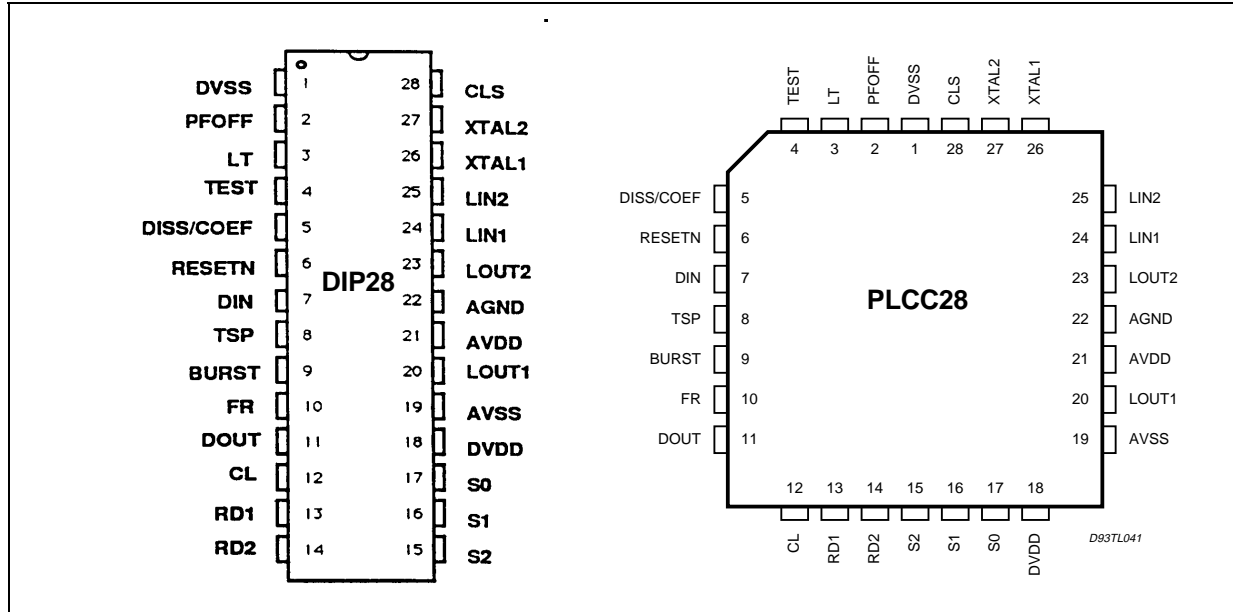 DVSS 1 28 CLS
PFOFF 2 27 XTAL2
LT 3 26 XTAL1
TEST 4 25 LIN2
DISS/COEF 5 24 LIN1
RESETN 6 23 LOUT2
DIP28
DIN 7 22 AGND
TSP 8 21 AVDD
BURST 9 20 LOUT1
FR 10 19 AVSS
DOUT 11 18 DVDD
CL 12 17 S0
RD1 13 16 S1
RD2 14 15 S2
TEST LT PFOFF DVSS CLS XTAL2 XTAL1
4 3 2 1 28 27 26
DISS/COEF 5 25 LIN2
RESETN 6 24 LIN1
DIN 7 23 LOUT2
PLCC28
TSP 8 22 AGND
BURST 9 21 AVDD
FR 10 20 LOUT1
DOUT 11 19 AVSS
12 13 14 15 16 17 18
CL RD1 RD2 S2 S1 S0 DVDD
D93TL041